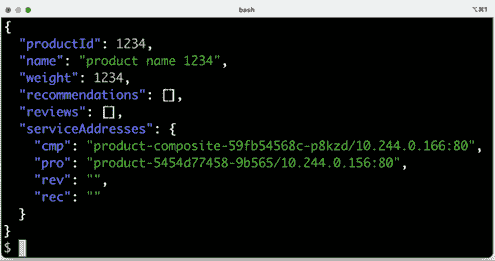 bash
⌥⌘1
{
  "productId": 1234,
  "name": "product name 1234",
  "weight": 1234,
  "recommendations": [],
  "reviews": [],
  "serviceAddresses": {
    "cmp": "product-composite-59fb54568c-p8kzd/10.244.0.166:80",
    "pro": "product-5454d77458-9b565/10.244.0.156:80",
    "rev": "",
    "rec": ""
  }
}
$